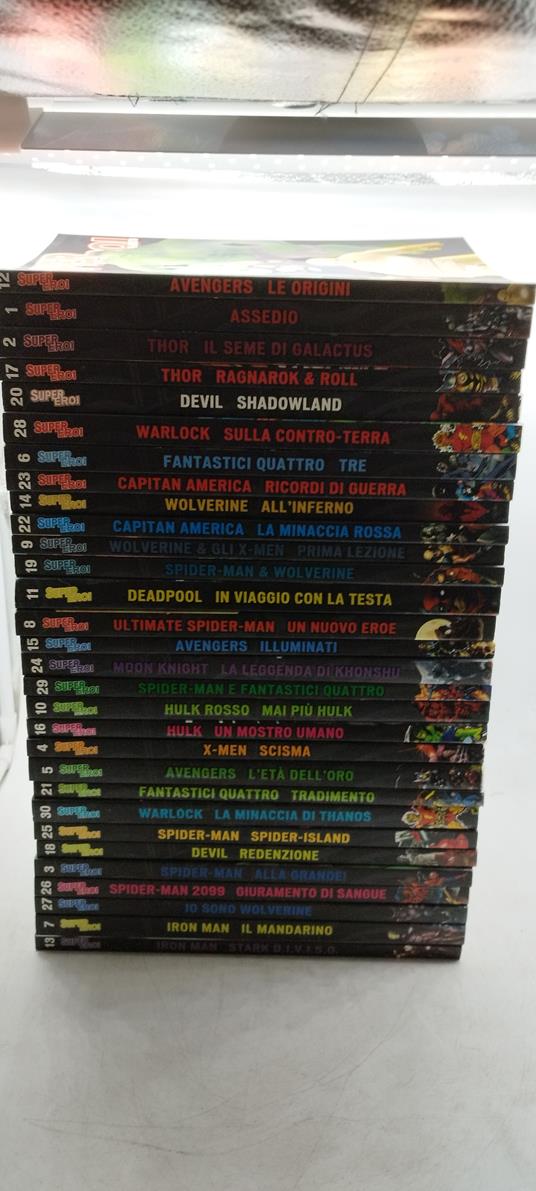 12 SUPER EROI AVENGERS LE ORIGINI
1 SUPER EROI ASSEDIO
2 SUPER EROI THOR IL SEME DI GALACTUS
17 SUPER EROI THOR RAGNAROK & ROLL
20 SUPER EROI DEVIL SHADOWLAND
28 SUPER EROI WARLOCK SULLA CONTRO-TERRA
6 SUPER EROI FANTASTICI QUATTRO TRE
23 SUPER EROI CAPITAN AMERICA RICORDI DI GUERRA
14 SUPER EROI WOLVERINE ALL'INFERNO
22 SUPER EROI CAPITAN AMERICA LA MINACCIA ROSSA
9 SUPER EROI WOLVERINE & GLI X-MEN PRIMA LEZIONE
19 SUPER EROI SPIDER-MAN & WOLVERINE
11 SUPER EROI DEADPOOL IN VIAGGIO CON LA TESTA
8 SUPER EROI ULTIMATE SPIDER-MAN UN NUOVO EROE
15 SUPER EROI AVENGERS ILLUMINATI
24 SUPER EROI MOON KNIGHT LA LEGGENDA DI KHONSHU
29 SUPER EROI SPIDER-MAN E FANTASTICI QUATTRO
10 SUPER EROI HULK ROSSO MAI PIÙ HULK
16 SUPER EROI HULK UN MOSTRO UMANO
4 SUPER EROI X-MEN SCISMA
5 SUPER EROI AVENGERS L'ETÀ DELL'ORO
21 SUPER EROI FANTASTICI QUATTRO TRADIMENTO
30 SUPER EROI WARLOCK LA MINACCIA DI THANOS
25 SUPER EROI SPIDER-MAN SPIDER-ISLAND
18 SUPER EROI DEVIL REDENZIONE
3 SUPER EROI SPIDER-MAN ALLA GRANDE!
26 SUPER EROI SPIDER-MAN 2099 GIURAMENTO DI SANGUE
27 SUPER EROI IO SONO WOLVERINE
7 SUPER EROI IRON MAN IL MANDARINO
13 SUPER EROI IRON MAN STARK D.I.V.I.S.O.